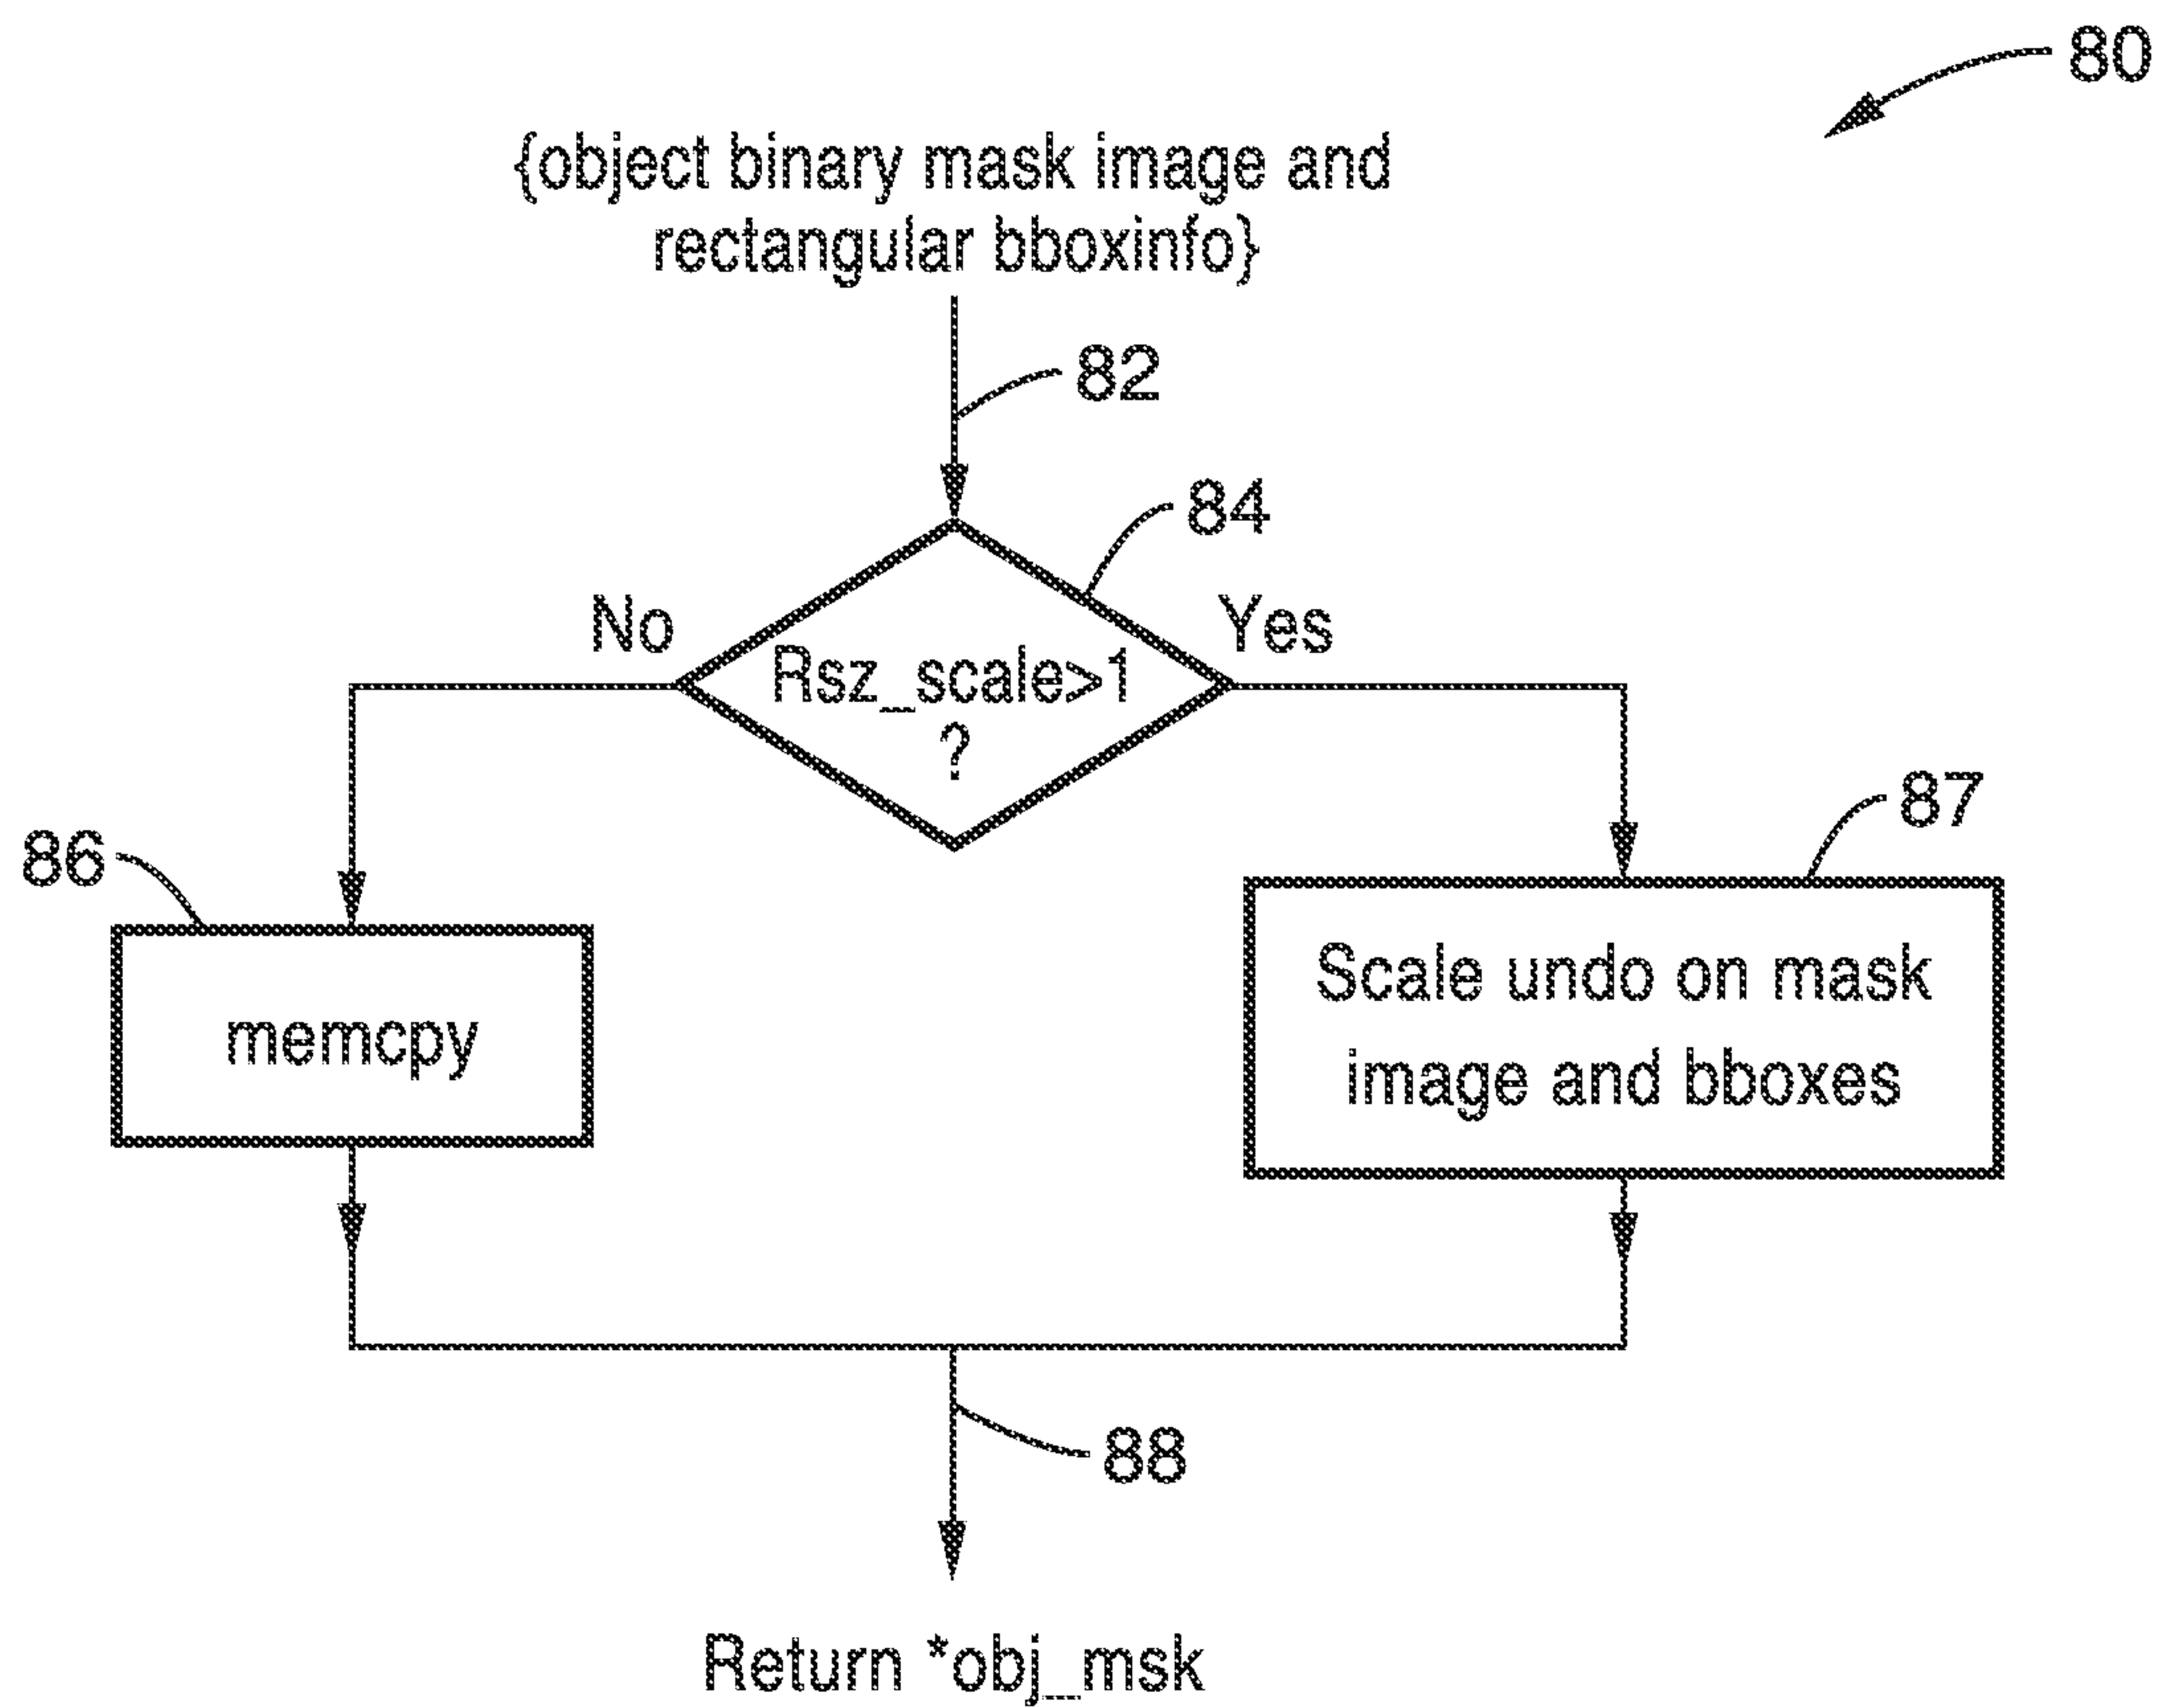 80
{object binary mask image and
rectangular bboxinfo}
82
84
No
Yes
Rsz_scale>1
?
87
86
Scale undo on mask
image and bboxes
memcpy
88
Return *obj_msk